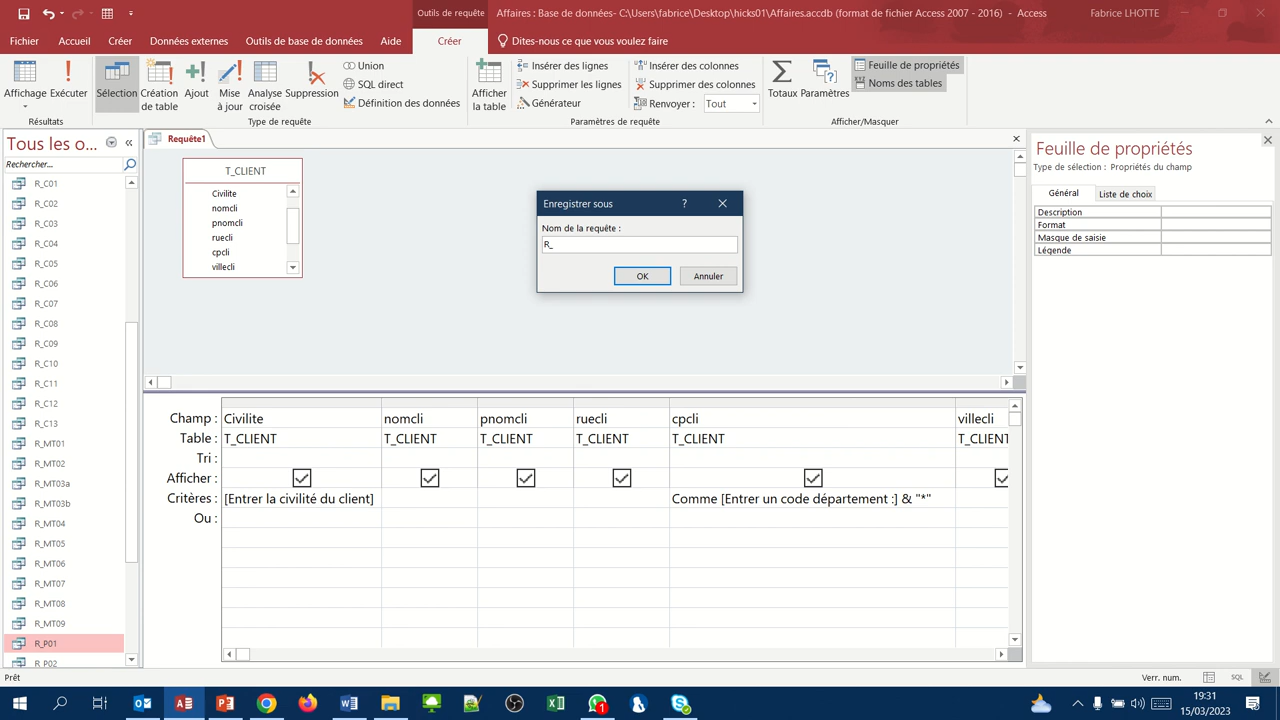 Outils de requête
Affaires : Base de données- C:\Users\fabrice\Desktop\hicks01\Affaires.accdb (format de fichier Access 2007 - 2016) - Access
Fabrice LHOTTE
Fichier
Accueil
Créer
Données externes
Outils de base de données
Aide
Créer
Dites-nous ce que vous voulez faire
Affichage
Exécuter
Résultats
Sélection
Création de table
Ajout
Mise à jour
Analyse croisée
Suppression
Union
SQL direct
Définition des données
Type de requête
Afficher la table
Insérer des lignes
Supprimer les lignes
Générateur
Insérer des colonnes
Supprimer des colonnes
Renvoyer :
Tout
Paramètres de requête
Totaux
Paramètres
Feuille de propriétés
Noms des tables
Afficher/Masquer
Tous les o...
Rechercher...
R_C01
R_C02
R_C03
R_C04
R_C05
R_C06
R_C07
R_C08
R_C09
R_C10
R_C11
R_C12
R_C13
R_MT01
R_MT02
R_MT03a
R_MT03b
R_MT04
R_MT05
R_MT06
R_MT07
R_MT08
R_MT09
R_P01
R_P02
Requête1
T_CLIENT
Civilite
nomcli
pnomcli
ruecli
cpcli
villecli
Enregistrer sous
?
Nom de la requête :
R_
OK
Annuler
Champ : Civilite nomcli pnomcli ruecli cpcli villecli
Table : T_CLIENT T_CLIENT T_CLIENT T_CLIENT T_CLIENT T_CLIENT
Tri :
Afficher :
Critères : [Entrer la civilité du client] Comme [Entrer un code département :] & "*"
Ou :
Feuille de propriétés
Type de sélection : Propriétés du champ
Général
Liste de choix
Description
Format
Masque de saisie
Légende
Prêt
Verr. num.
SQL
19:31
15/03/2023